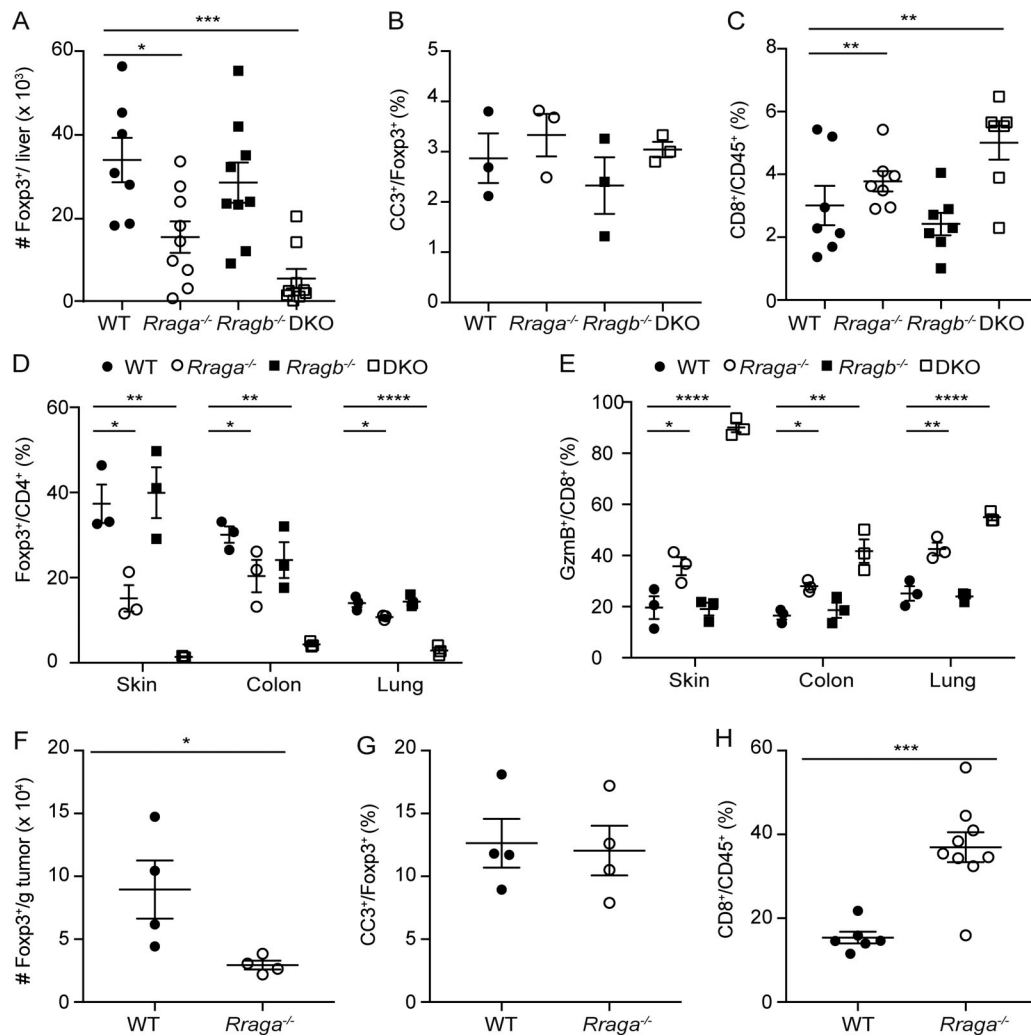 A
***
*
# Foxp3⁺/ liver (x 10³)
60
40
20
0
WT Rraga⁻/⁻ Rragb⁻/⁻ DKO
B
CC3⁺/Foxp3⁺ (%)
5
4
3
2
1
0
WT Rraga⁻/⁻ Rragb⁻/⁻ DKO
C
**
**
CD8⁺/CD45⁺ (%)
8
6
4
2
0
WT Rraga⁻/⁻ Rragb⁻/⁻ DKO
D
WT Rraga⁻/⁻ Rragb⁻/⁻ DKO
** ** ****
* * *
Foxp3⁺/CD4⁺ (%)
60
40
20
0
Skin Colon Lung
E
WT Rraga⁻/⁻ Rragb⁻/⁻ DKO
**** ** ****
* * **
GzmB⁺/CD8⁺ (%)
100
80
60
40
20
0
Skin Colon Lung
F
*
# Foxp3⁺/g tumor (x 10⁴)
20
15
10
5
0
WT Rraga⁻/⁻
G
CC3⁺/Foxp3⁺ (%)
20
15
10
5
0
WT Rraga⁻/⁻
H
***
CD8⁺/CD45⁺ (%)
60
40
20
0
WT Rraga⁻/⁻